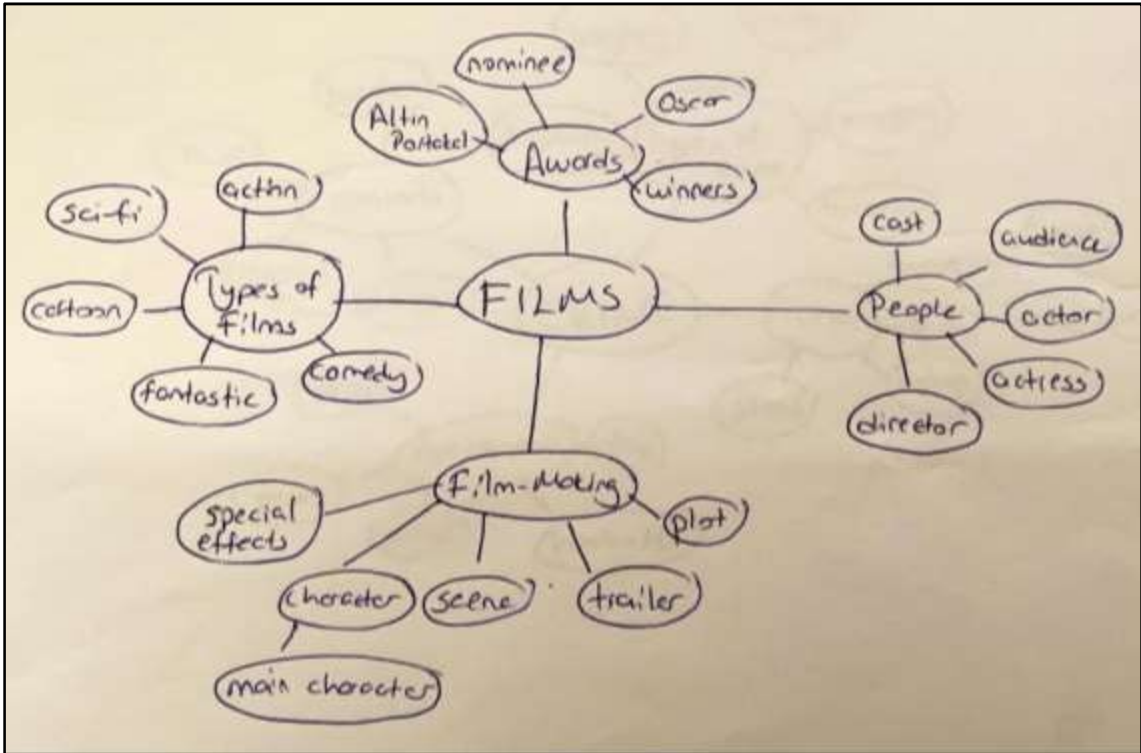 nominee
Oscar
Altin
Portakal
Awards
winners
action
sci-fi
cartoon
Types of
films
fantastic
comedy
FILMS
cast
audience
People
actor
actress
director
Film-Making
special
effects
plot
character
scene
trailer
main character